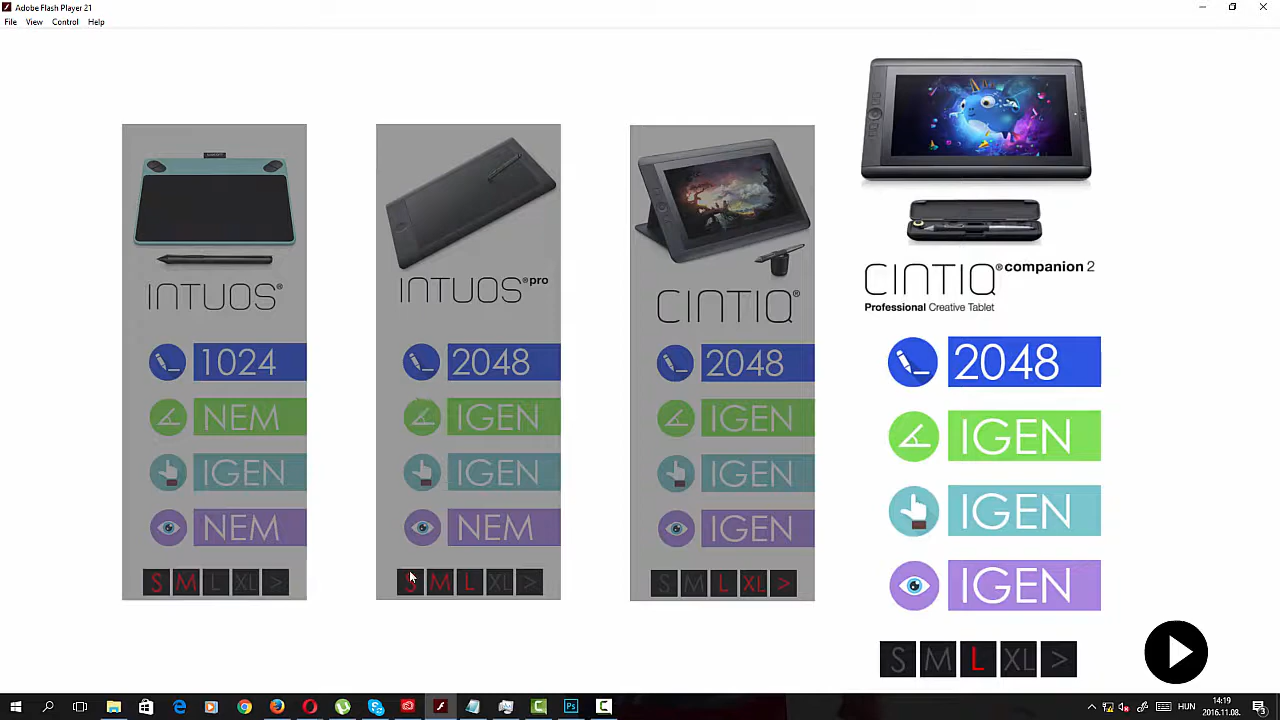 Adobe Flash Player 21
File View Control Help
INTUOS®
1024
NEM
IGEN
NEM
S M L XL >
INTUOS® pro
2048
IGEN
IGEN
NEM
S M L XL >
CINTIQ®
2048
IGEN
IGEN
IGEN
S M L XL >
CINTIQ® companion 2
Professional Creative Tablet
2048
IGEN
IGEN
IGEN
S M L XL >
HUN
14:19
2016.11.08.